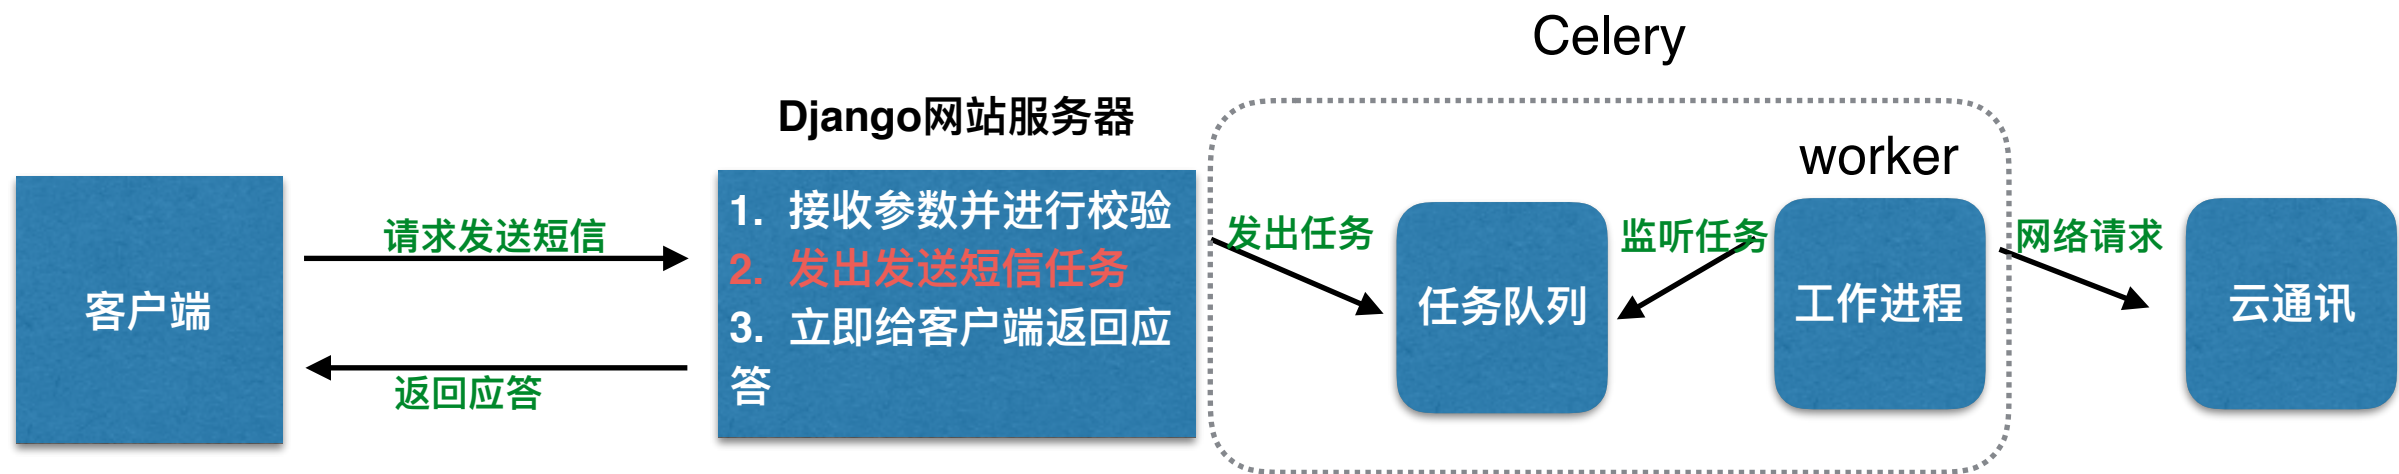 Celery
Django网站服务器
worker
客户端
请求发送短信
返回应答
1. 接收参数并进行校验
2. 发出发送短信任务
3. 立即给客户端返回应
答
发出任务
任务队列
监听任务
工作进程
网络请求
云通讯